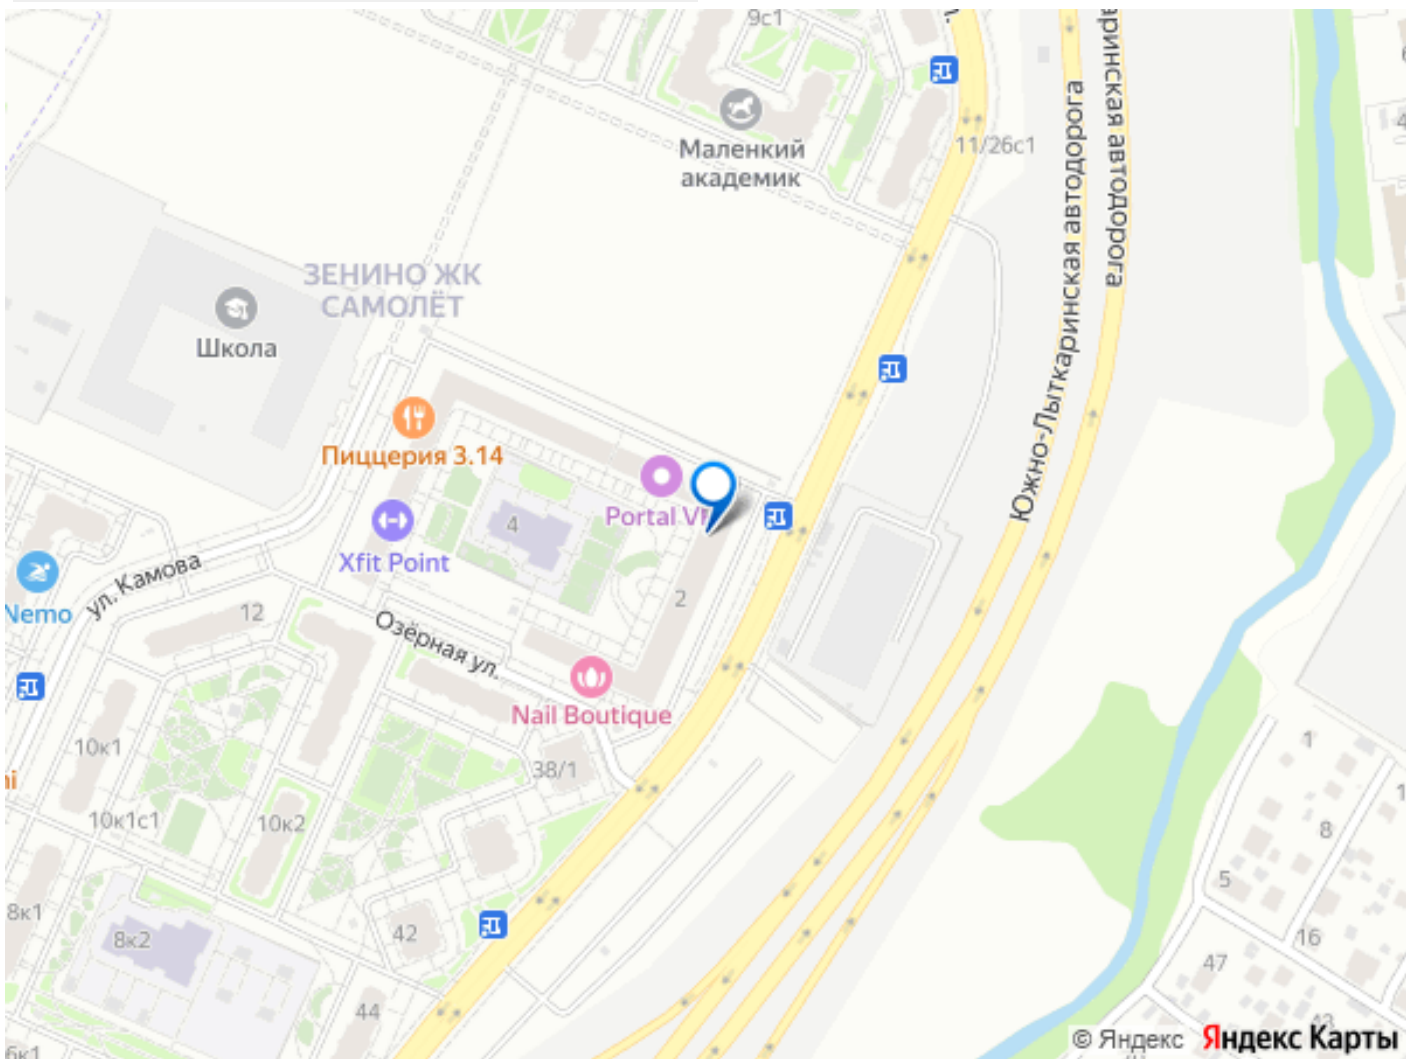 9с1
Маленкий
академик
11/26с1
аринская автодорога
Южно-Лыткаринская автодорога
ЗЕНИНО ЖК
САМОЛЁТ
Школа
Пиццерия 3.14
Portal V
4
Xfit Point
ул. Камова
Nemo
12
2
Озёрная ул.
Nail Boutique
10к1
38/1
10к1с1
10к2
8к1
8к2
42
44
6к1
1
8
5
16
47
© Яндекс Яндекс Карты